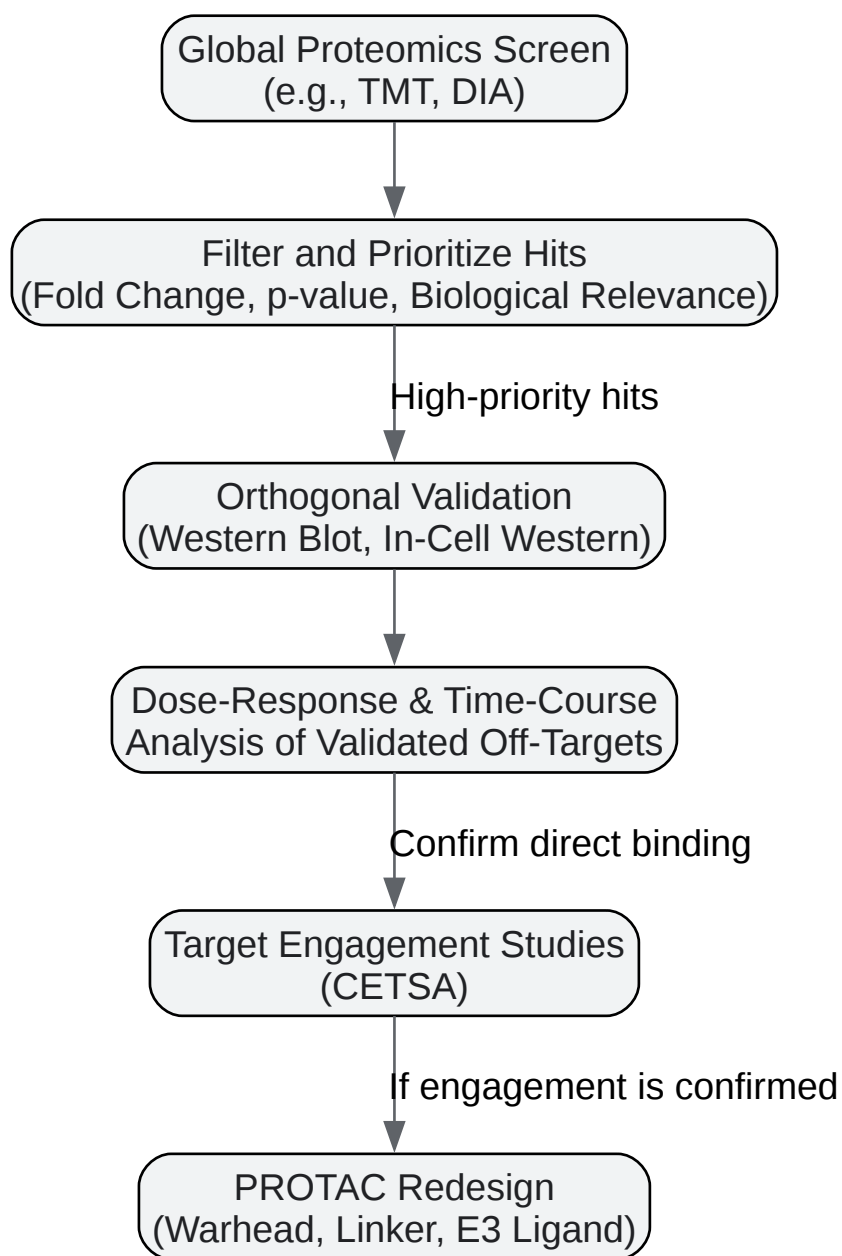 Global Proteomics Screen
(e.g., TMT, DIA)
Filter and Prioritize Hits
(Fold Change, p-value, Biological Relevance)
High-priority hits
Orthogonal Validation
(Western Blot, In-Cell Western)
Dose-Response & Time-Course
Analysis of Validated Off-Targets
Confirm direct binding
Target Engagement Studies
(CETSA)
If engagement is confirmed
PROTAC Redesign
(Warhead, Linker, E3 Ligand)